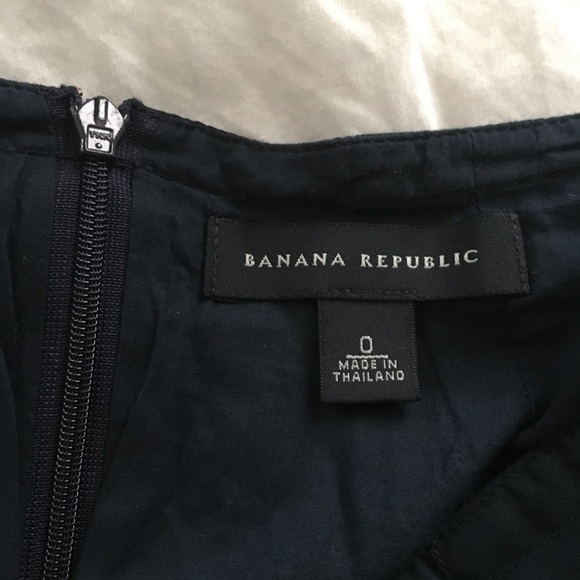 BANANA REPUBLIC
0
MADE IN
THAILAND